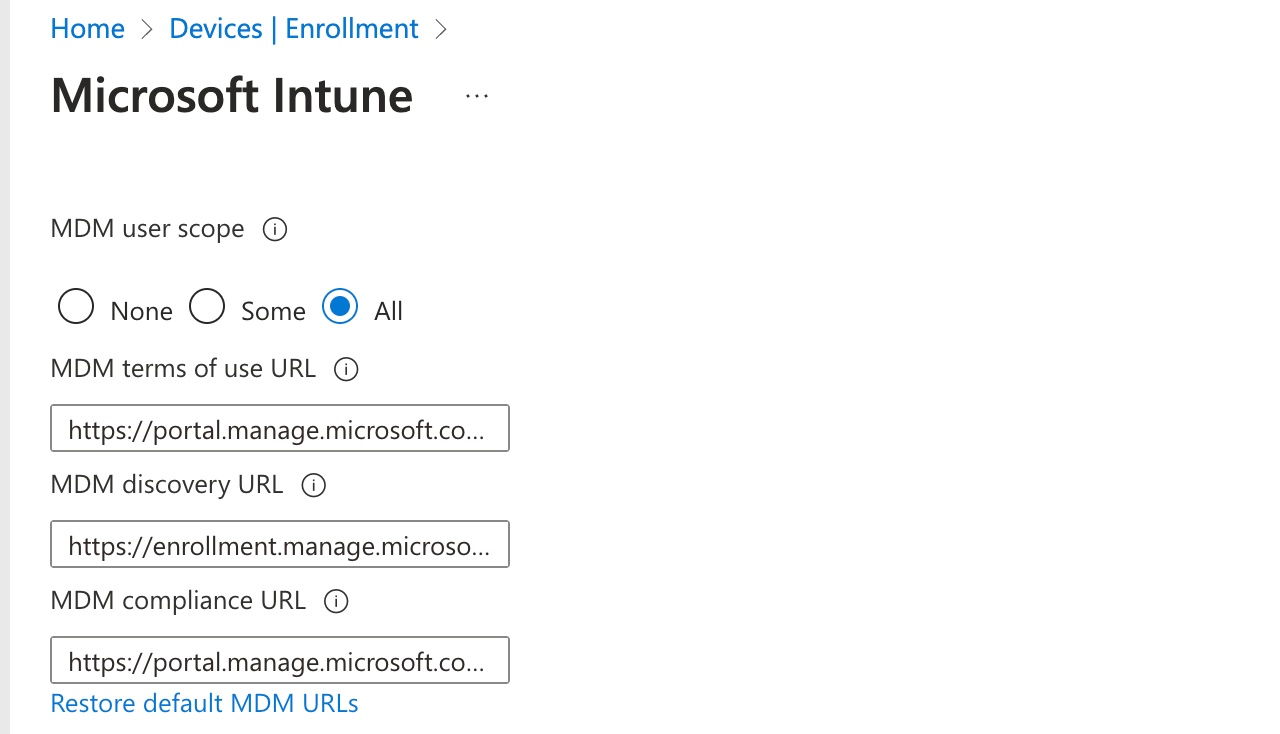 Home > Devices | Enrollment >
Microsoft Intune ...
MDM user scope
None Some All
MDM terms of use URL
https://portal.manage.microsoft.co...
MDM discovery URL
https://enrollment.manage.microso...
MDM compliance URL
https://portal.manage.microsoft.co...
Restore default MDM URLs